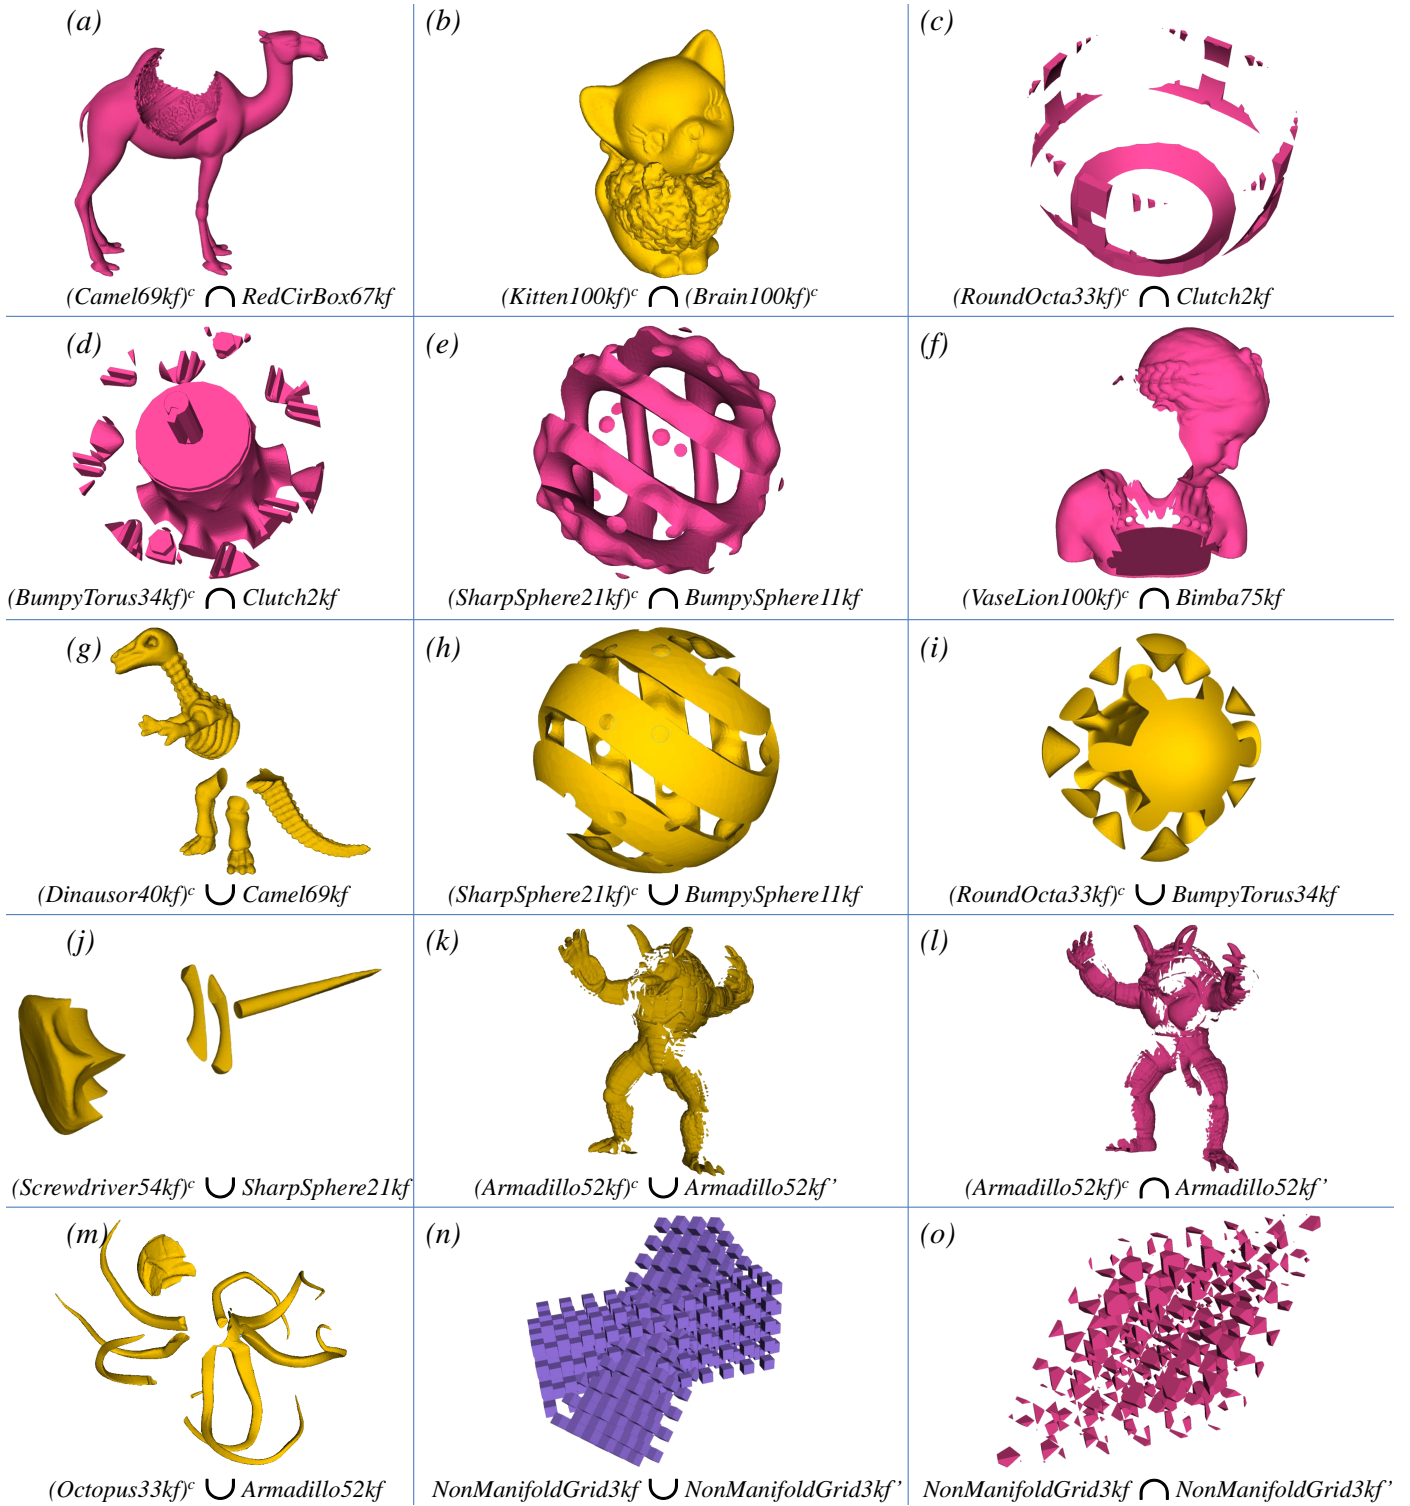 (a)
(b)
(c)
(Camel69kf)ᶜ ∩ RedCirBox67kf
(Kitten100kf)ᶜ ∩ (Brain100kf)ᶜ
(RoundOcta33kf)ᶜ ∩ Clutch2kf
(d)
(e)
(f)
(BumpyTorus34kf)ᶜ ∩ Clutch2kf
(SharpSphere21kf)ᶜ ∩ BumpySphere11kf
(VaseLion100kf)ᶜ ∩ Bimba75kf
(g)
(h)
(i)
(Dinausor40kf)ᶜ ∪ Camel69kf
(SharpSphere21kf)ᶜ ∪ BumpySphere11kf
(RoundOcta33kf)ᶜ ∪ BumpyTorus34kf
(j)
(k)
(l)
(Screwdriver54kf)ᶜ ∪ SharpSphere21kf
(Armadillo52kf)ᶜ ∪ Armadillo52kf’
(Armadillo52kf)ᶜ ∩ Armadillo52kf’
(m)
(n)
(o)
(Octopus33kf)ᶜ ∪ Armadillo52kf
NonManifoldGrid3kf ∪ NonManifoldGrid3kf’
NonManifoldGrid3kf ∩ NonManifoldGrid3kf’